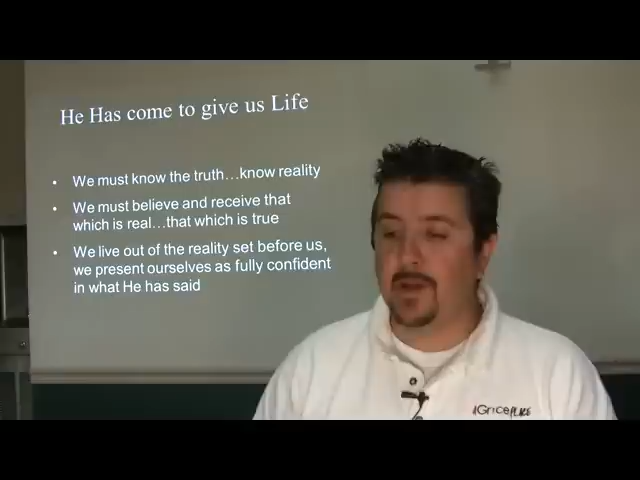 He Has come to give us Life
• We must know the truth…know reality
• We must believe and receive that
which is real…that which is true
• We live out of the reality set before us,
we present ourselves as fully confident
in what He has said